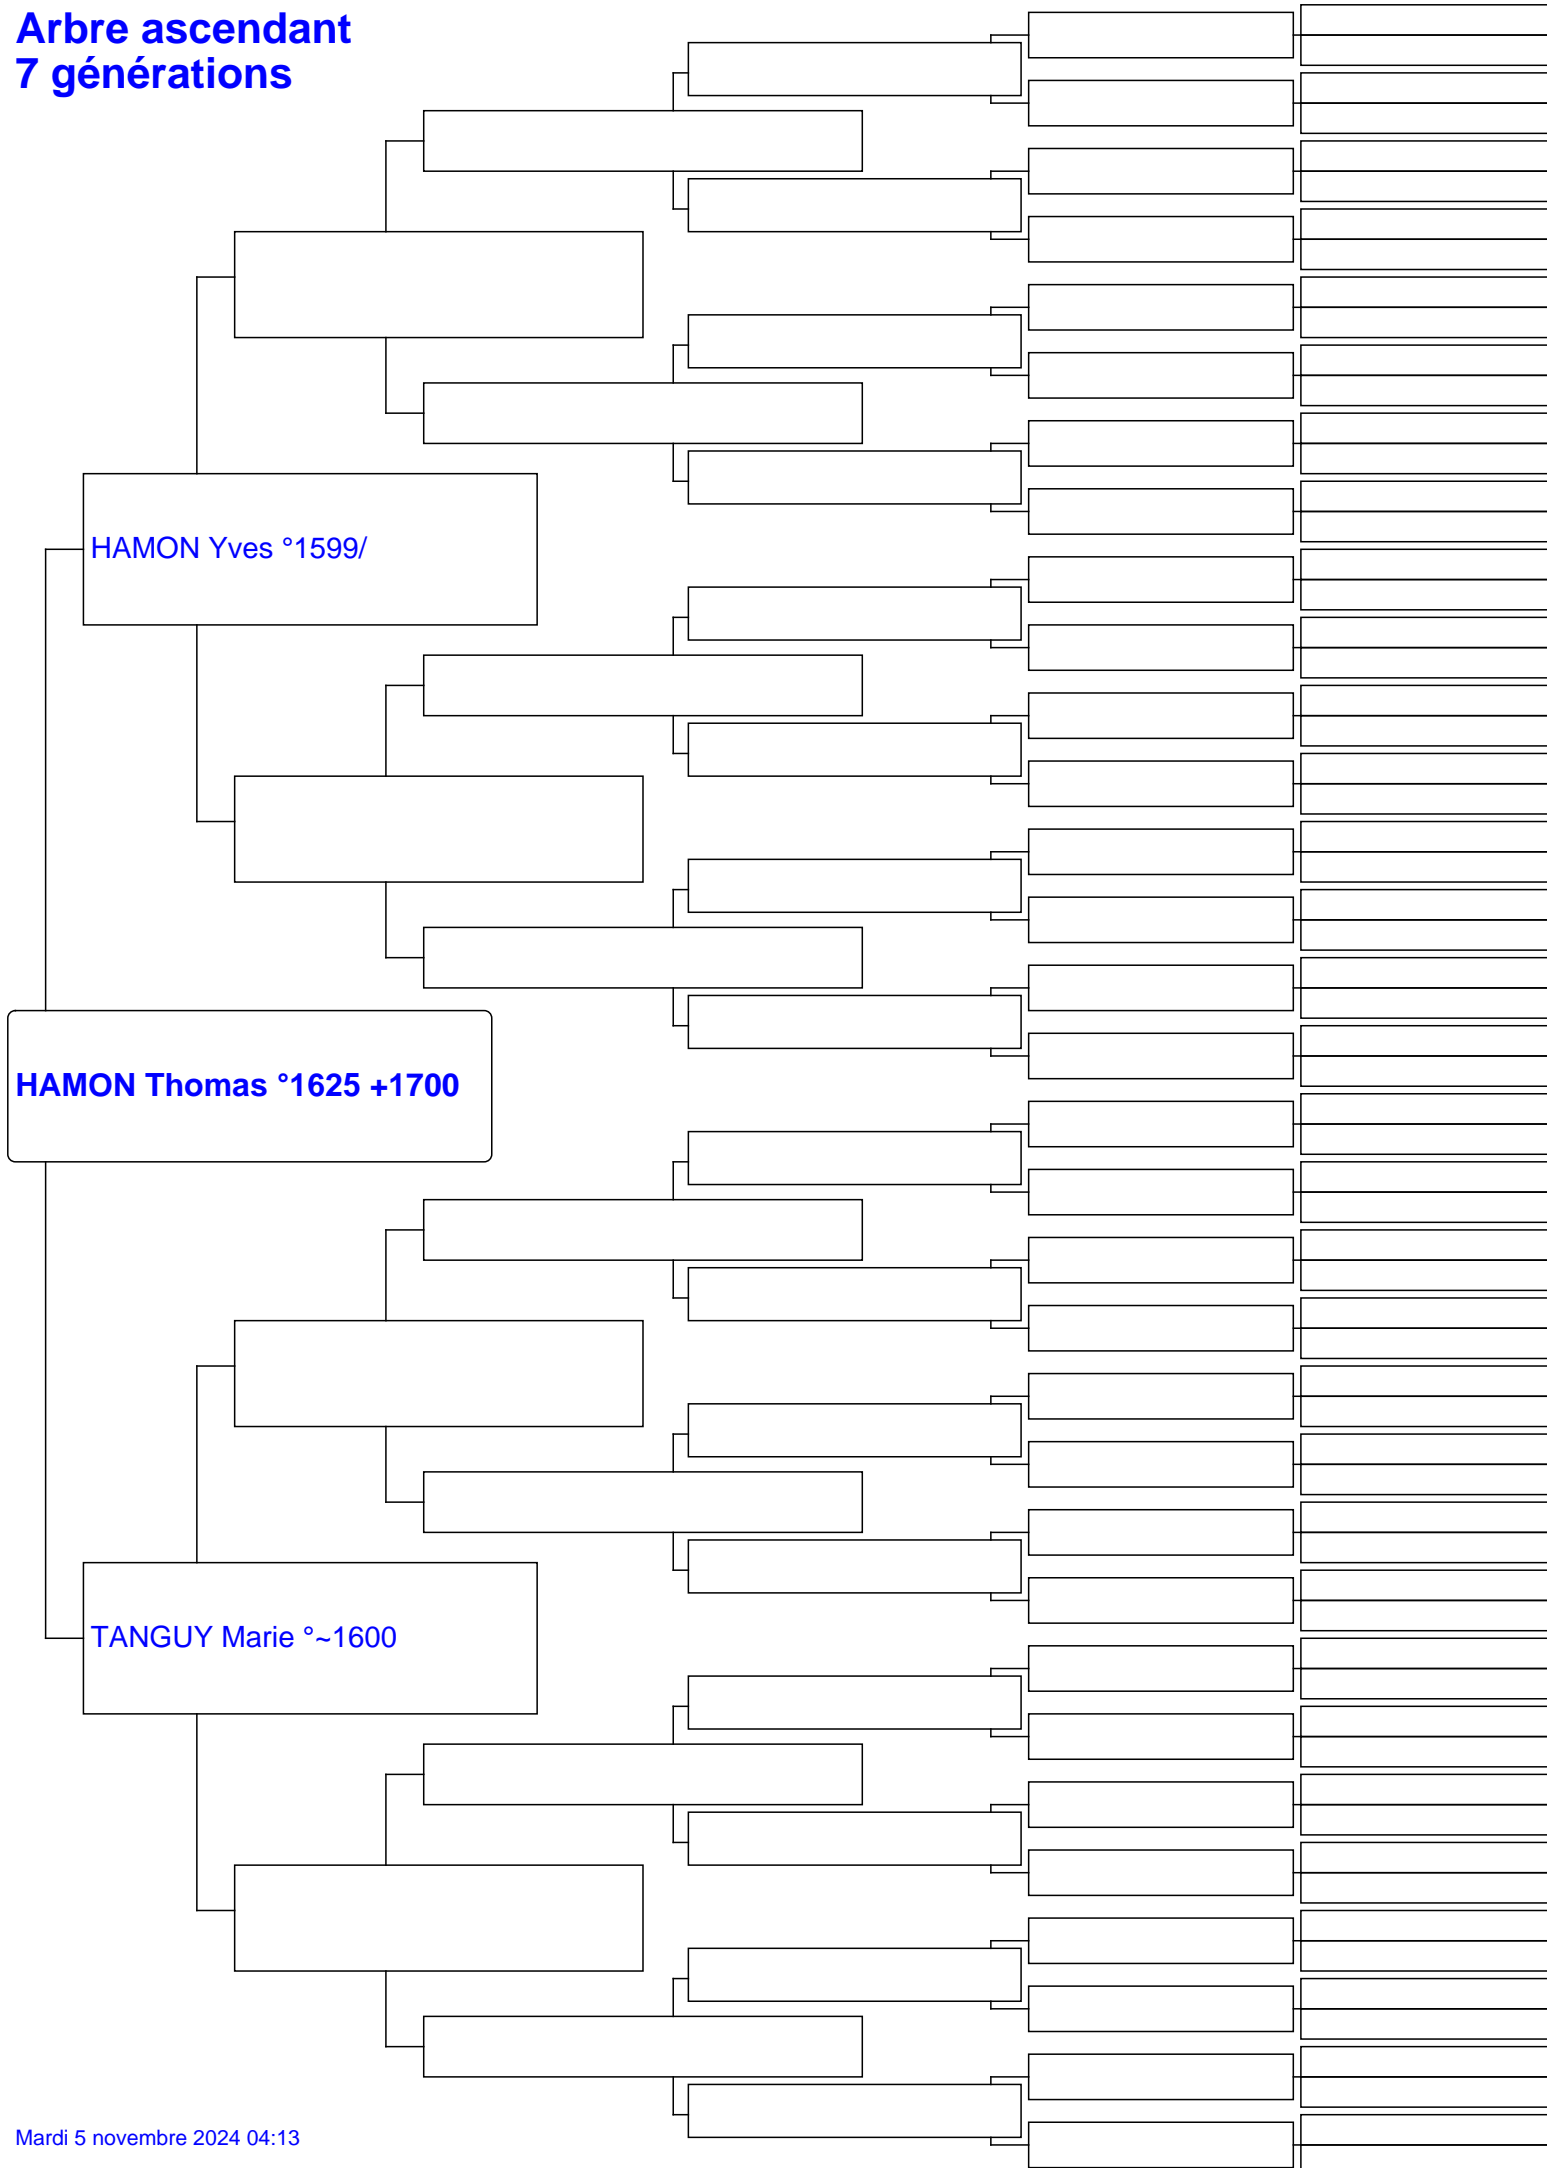 Arbre ascendant
7 générations
HAMON Yves °1599/
HAMON Thomas °1625 +1700
TANGUY Marie °~1600
Mardi 5 novembre 2024 04:13